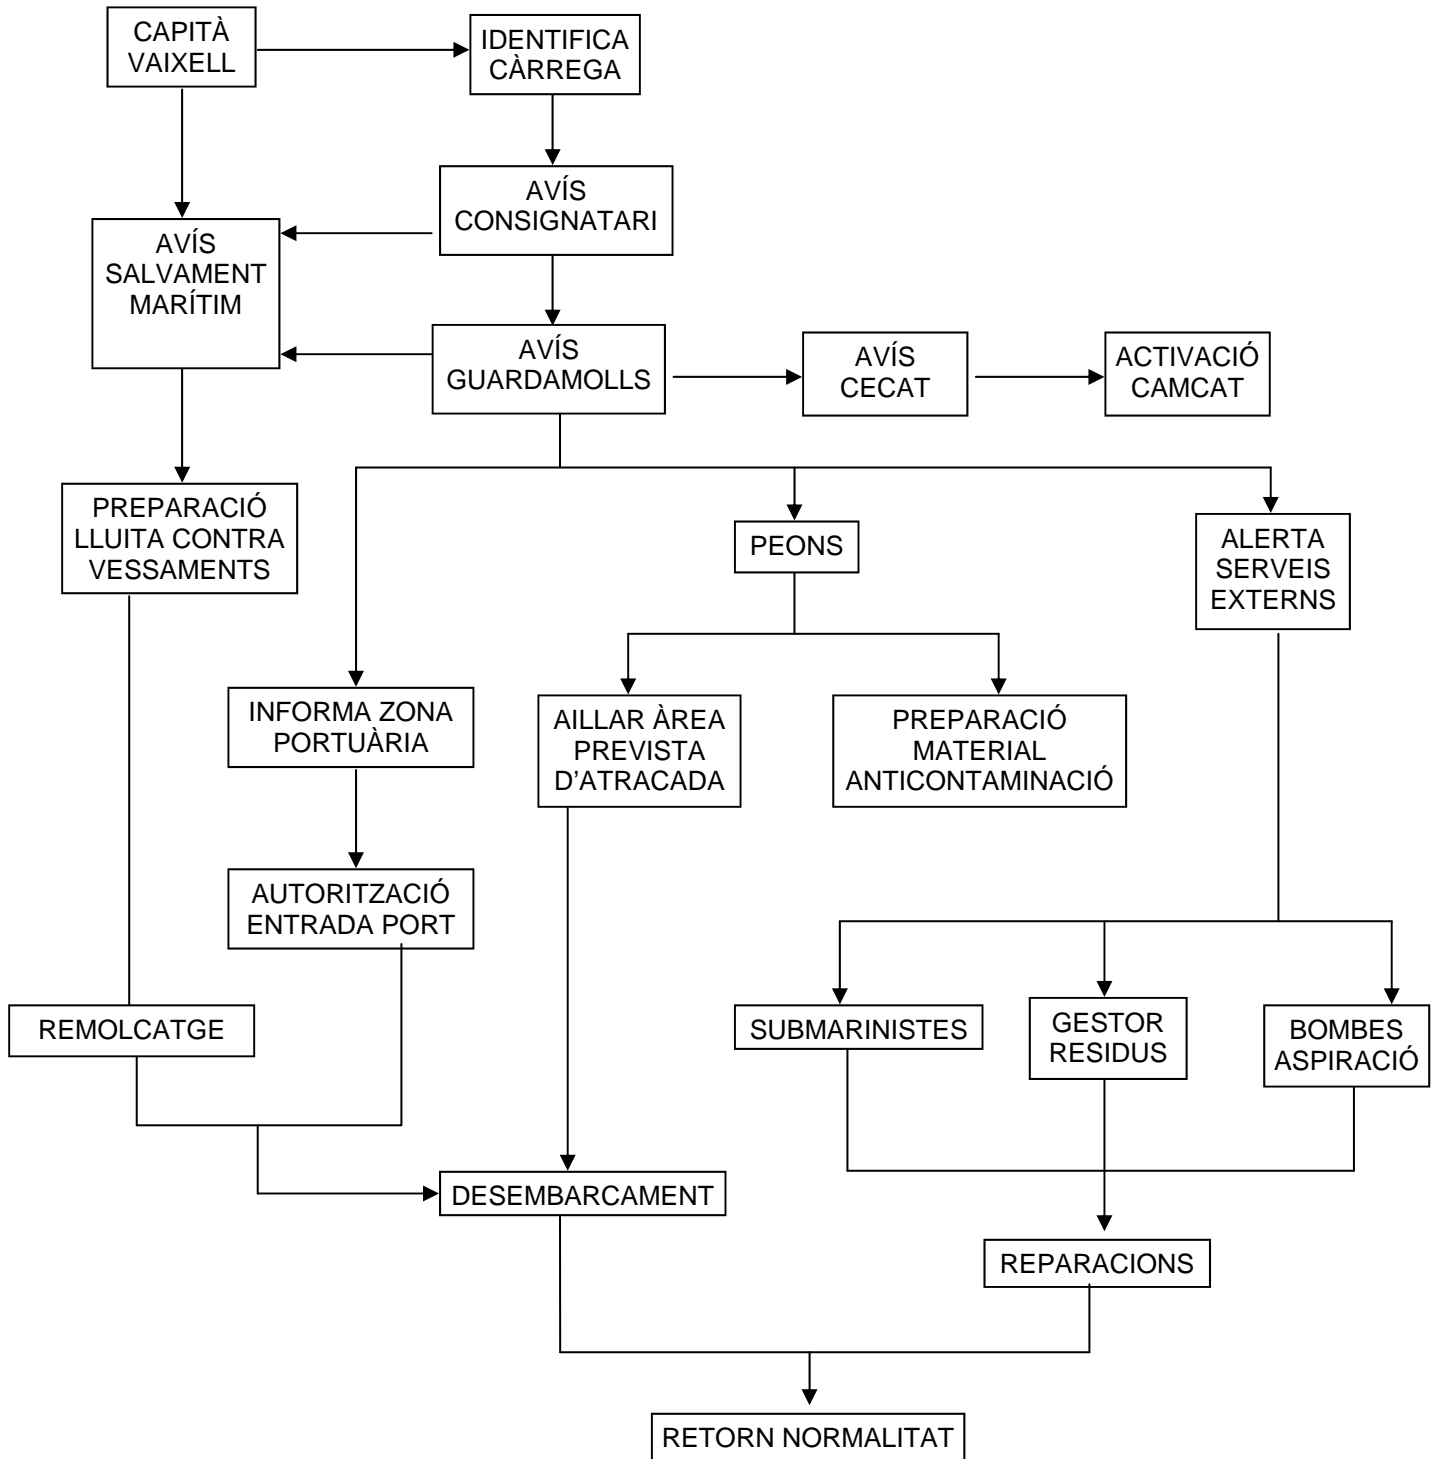 CAPITÀ
VAIXELL
IDENTIFICA
CÀRREGA
AVÍS
CONSIGNATARI
AVÍS
SALVAMENT
MARÍTIM
AVÍS
GUARDAMOLLS
AVÍS
CECAT
ACTIVACIÓ
CAMCAT
PREPARACIÓ
LLUITA CONTRA
VESSAMENTS
PEONS
ALERTA
SERVEIS
EXTERNS
INFORMA ZONA
PORTUÀRIA
AILLAR ÀREA
PREVISTA
D'ATRACADA
PREPARACIÓ
MATERIAL
ANTICONTAMINACIÓ
AUTORITZACIÓ
ENTRADA PORT
REMOLCATGE
SUBMARINISTES
GESTOR
RESIDUS
BOMBES
ASPIRACIÓ
DESEMBARCAMENT
REPARACIONS
RETORN NORMALITAT